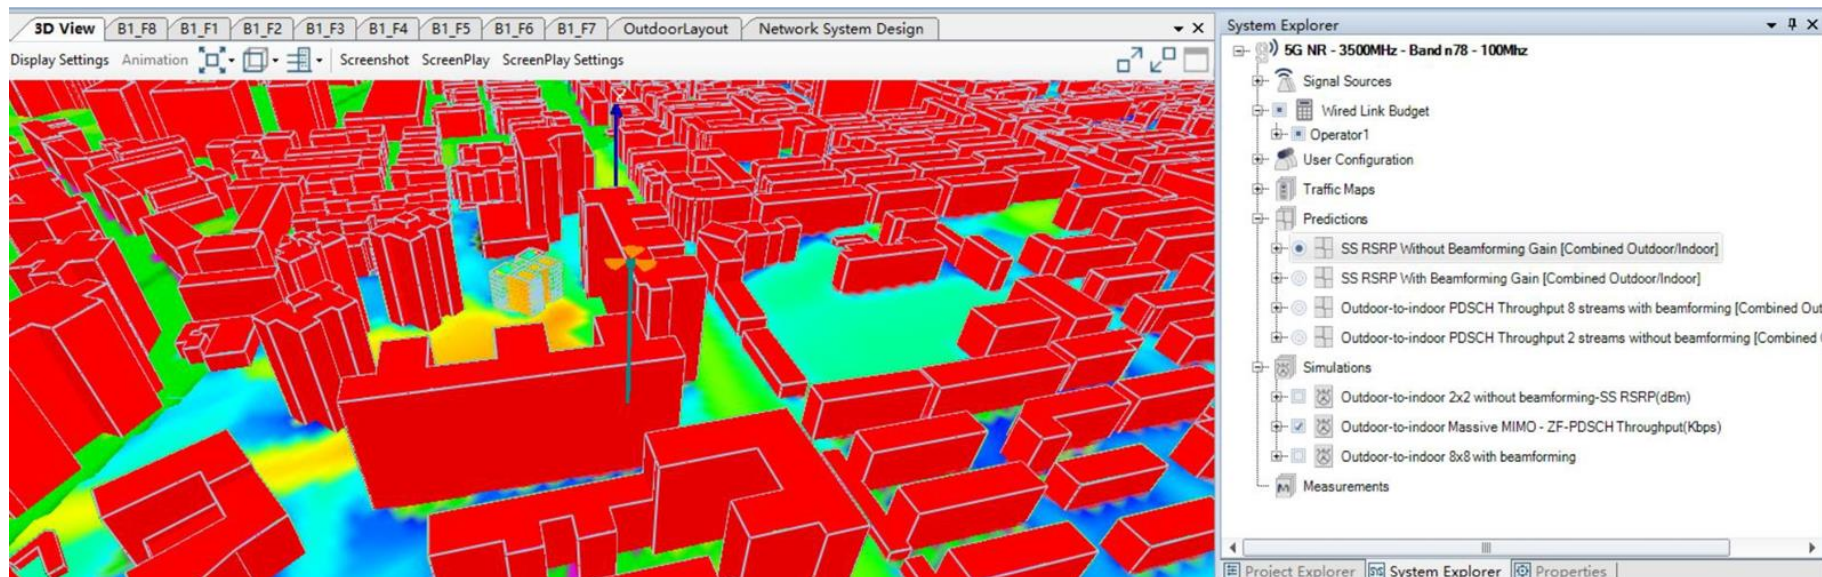 3D View B1_F8 B1_F1 B1_F2 B1_F3 B1_F4 B1_F5 B1_F6 B1_F7 OutdoorLayout Network System Design
Display Settings Animation Screenshot ScreenPlay ScreenPlay Settings
Z
System Explorer
5G NR - 3500MHz - Band n78 - 100Mhz
Signal Sources
Wired Link Budget
Operator1
User Configuration
Traffic Maps
Predictions
SS RSRP Without Beamforming Gain [Combined Outdoor/Indoor]
SS RSRP With Beamforming Gain [Combined Outdoor/Indoor]
Outdoor-to-indoor PDSCH Throughput 8 streams with beamforming [Combined Out
Outdoor-to-indoor PDSCH Throughput 2 streams without beamforming [Combined
Simulations
Outdoor-to-indoor 2x2 without beamforming-SS RSRP(dBm)
Outdoor-to-indoor Massive MIMO - ZF-PDSCH Throughput(Kbps)
Outdoor-to-indoor 8x8 with beamforming
Measurements
Project Explorer System Explorer Properties